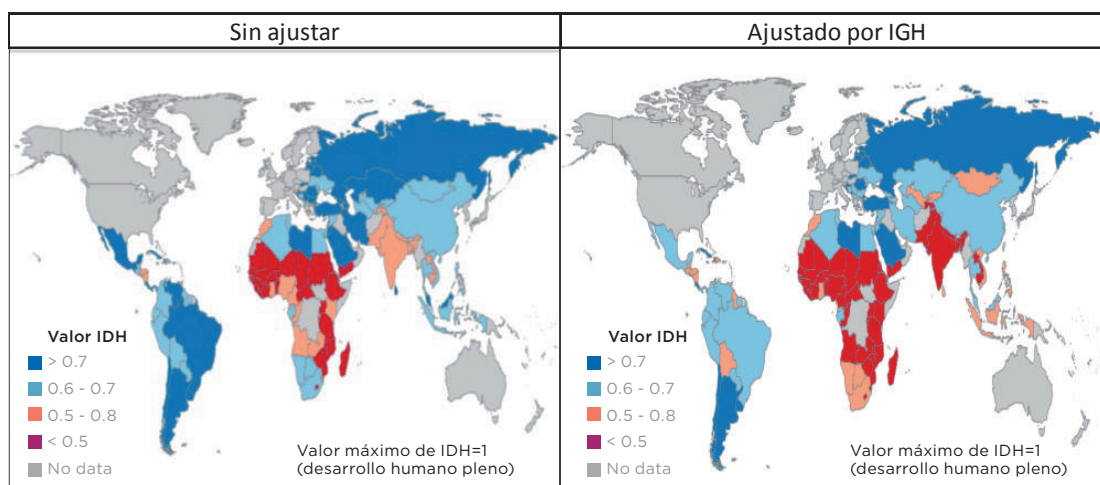 Sin ajustar
Ajustado por IGH
Valor IDH
> 0.7
0.6 - 0.7
0.5 - 0.8
< 0.5
No data
Valor máximo de IDH=1
(desarrollo humano pleno)
Valor IDH
> 0.7
0.6 - 0.7
0.5 - 0.8
< 0.5
No data
Valor máximo de IDH=1
(desarrollo humano pleno)